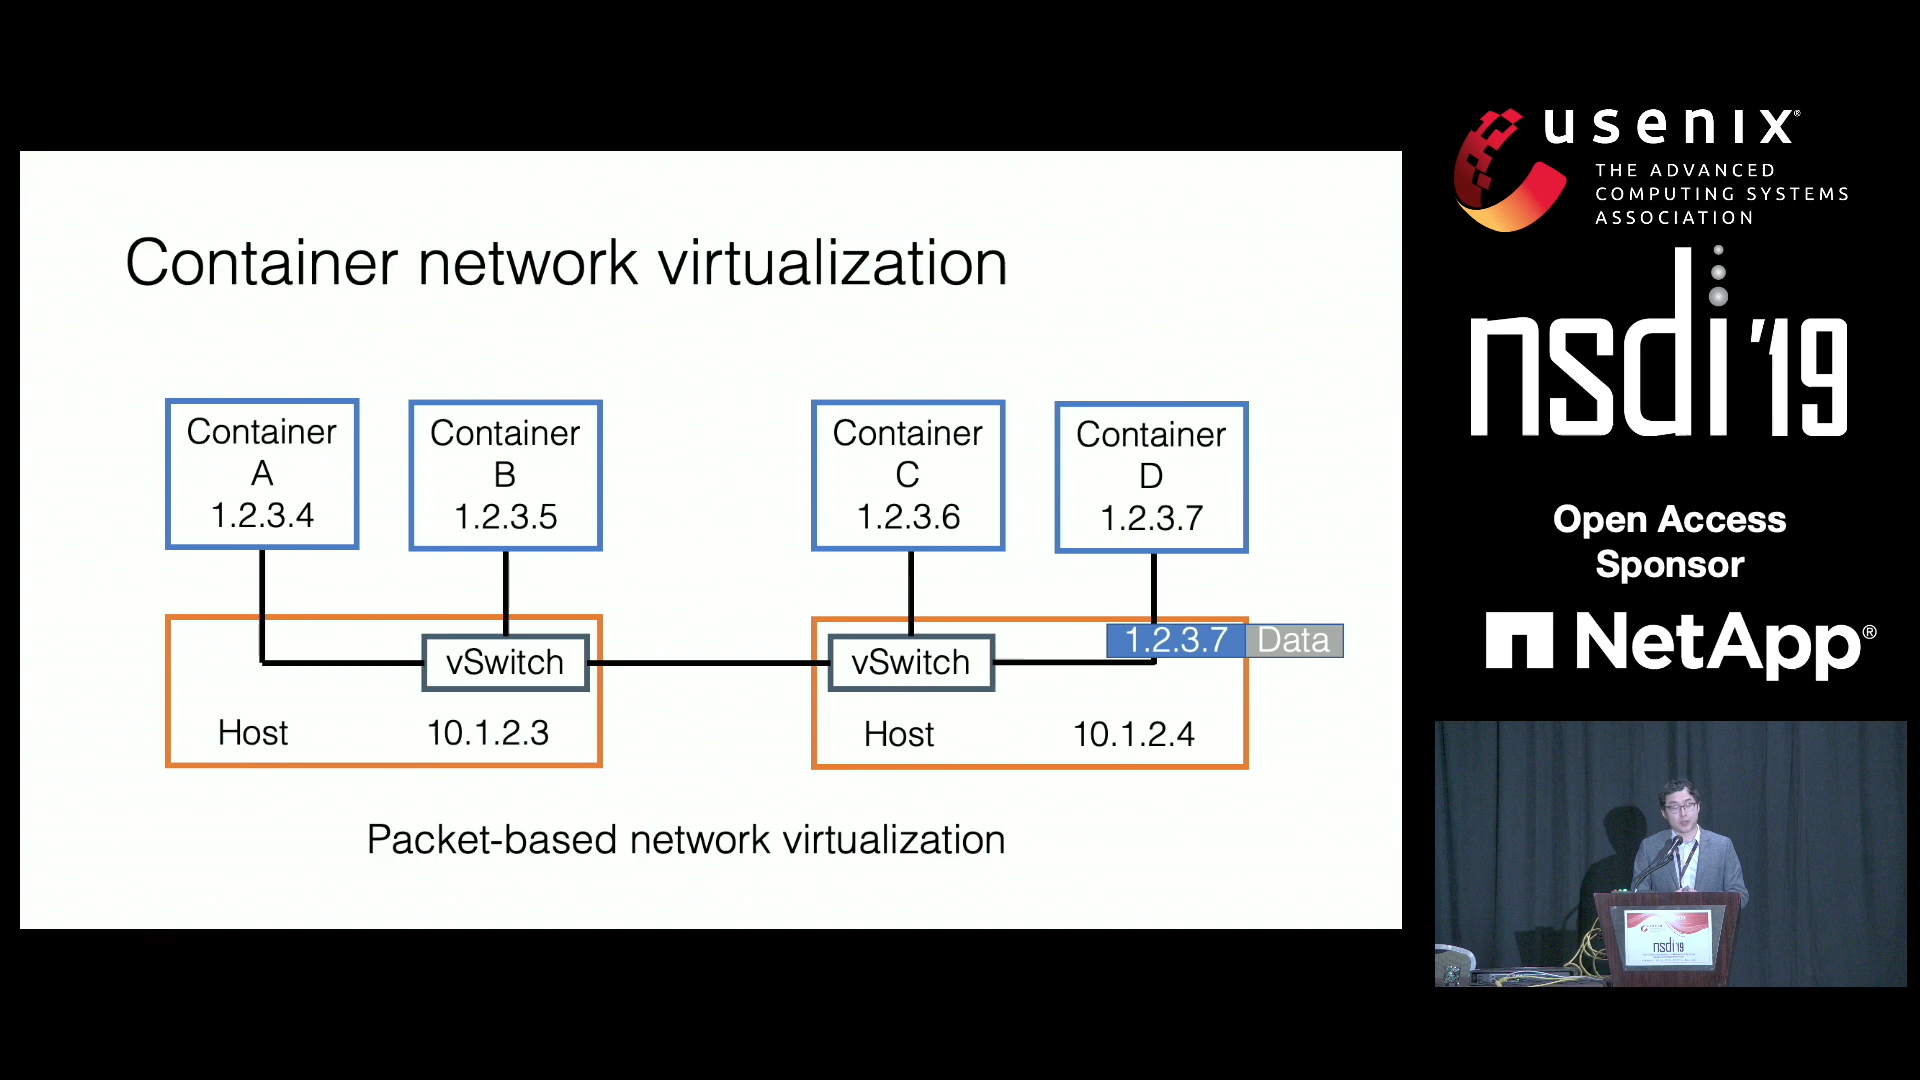 Container network virtualization
Container
A
1.2.3.4
Container
B
1.2.3.5
Container
C
1.2.3.6
Container
D
1.2.3.7
vSwitch
vSwitch
1.2.3.7 Data
Host 10.1.2.3
Host 10.1.2.4
Packet-based network virtualization
usenix®
THE ADVANCED
COMPUTING SYSTEMS
ASSOCIATION
nsdi '19
Open Access
Sponsor
NetApp®
nsdi 19